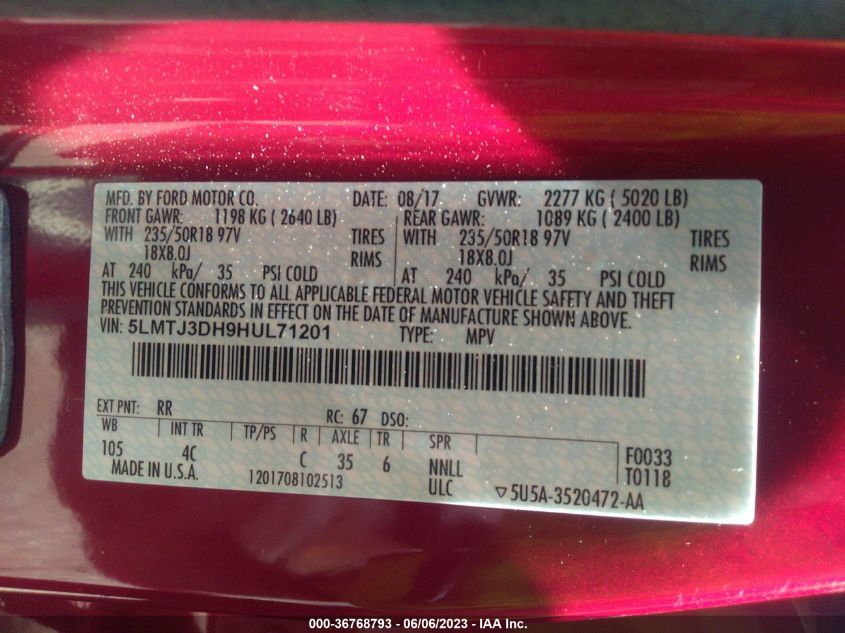 MFD. BY FORD MOTOR CO. DATE: 08/17 GVWR: 2277 KG ( 5020 LB)
FRONT GAWR: 1198 KG ( 2640 LB) REAR GAWR: 1089 KG ( 2400 LB)
WITH 235/50R18 97V TIRES WITH 235/50R18 97V TIRES
18X8.0J RIMS 18X8.0J RIMS
AT 240 kPa/ 35 PSI COLD AT 240 kPa/ 35 PSI COLD
THIS VEHICLE CONFORMS TO ALL APPLICABLE FEDERAL MOTOR VEHICLE SAFETY AND THEFT
PREVENTION STANDARDS IN EFFECT ON THE DATE OF MANUFACTURE SHOWN ABOVE.
VIN: 5LMTJ3DH9HUL71201 TYPE: MPV
EXT PNT: RR RC: 67 DSO:
WB INT TR TP/PS R AXLE TR SPR
105 4C C 35 6 NNLL F0033
MADE IN U.S.A. 1201708102513 ULC T0118
5U5A-3520472-AA
000-36768793 - 06/06/2023 - IAA Inc.